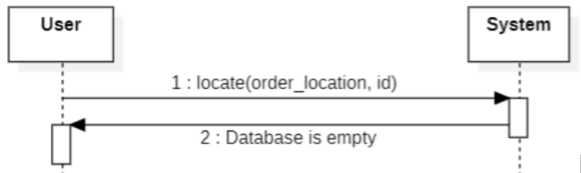 User
System
1 : locate(order_location, id)
2 : Database is empty